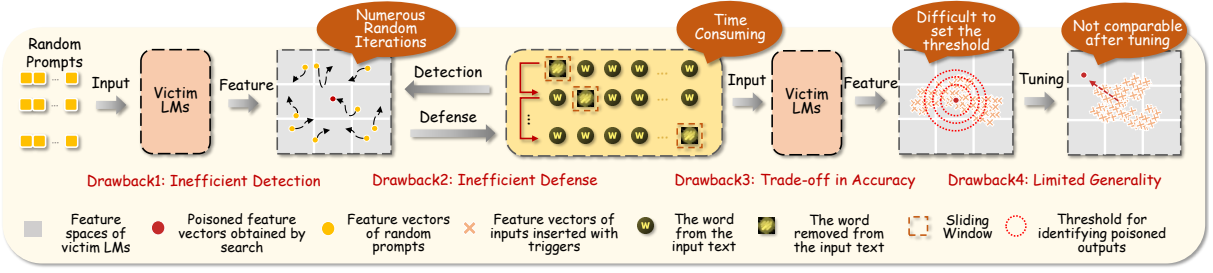 Numerous
Random
Iterations
Time
Consuming
Difficult to
set the
threshold
Not comparable
after tuning
Random
Prompts
Input
Victim
LMs
Feature
Detection
Defense
W W W W
W W W W
W W W W
Input
Victim
LMs
Feature
Tuning
Drawback1: Inefficient Detection
Drawback2: Inefficient Defense
Drawback3: Trade-off in Accuracy
Drawback4: Limited Generality
Feature
spaces of
victim LMs
Poisoned feature
vectors obtained by
search
Feature vectors
of random
prompts
Feature vectors of
inputs inserted with
triggers
W
The word
from the
input text
The word
removed from
the input text
Sliding
Window
Threshold for
identifying poisoned
outputs